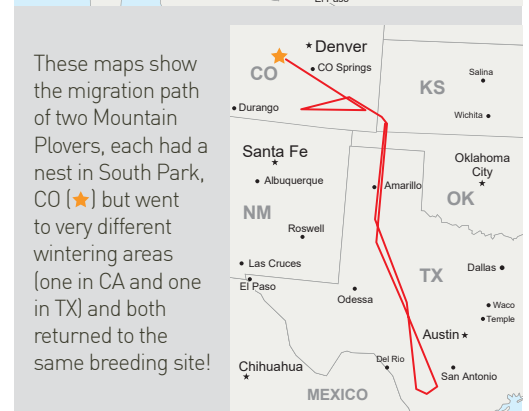 El Paso
These maps show
the migration path
of two Mountain
Plovers, each had a
nest in South Park,
CO (★) but went
to very different
wintering areas
(one in CA and one
in TX) and both
returned to the
same breeding site!
Denver
CO
CO Springs
KS
Salina
Durango
Wichita
Santa Fe
Oklahoma
City
Albuquerque
Amarillo
OK
NM
Roswell
Las Cruces
TX
Dallas
El Paso
Odessa
Waco
Temple
Austin
Chihuahua
Del Rio
San Antonio
MEXICO